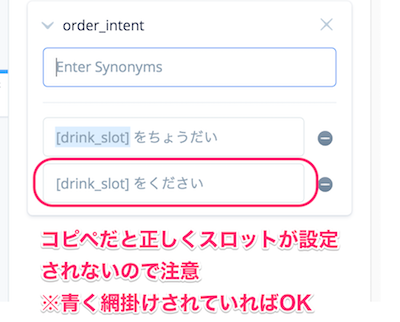 order_intent
Enter Synonyms
[drink_slot] をちょうだい
[drink_slot] をください
コピペだと正しくスロットが設定
されないので注意
※青く網掛けされていればOK